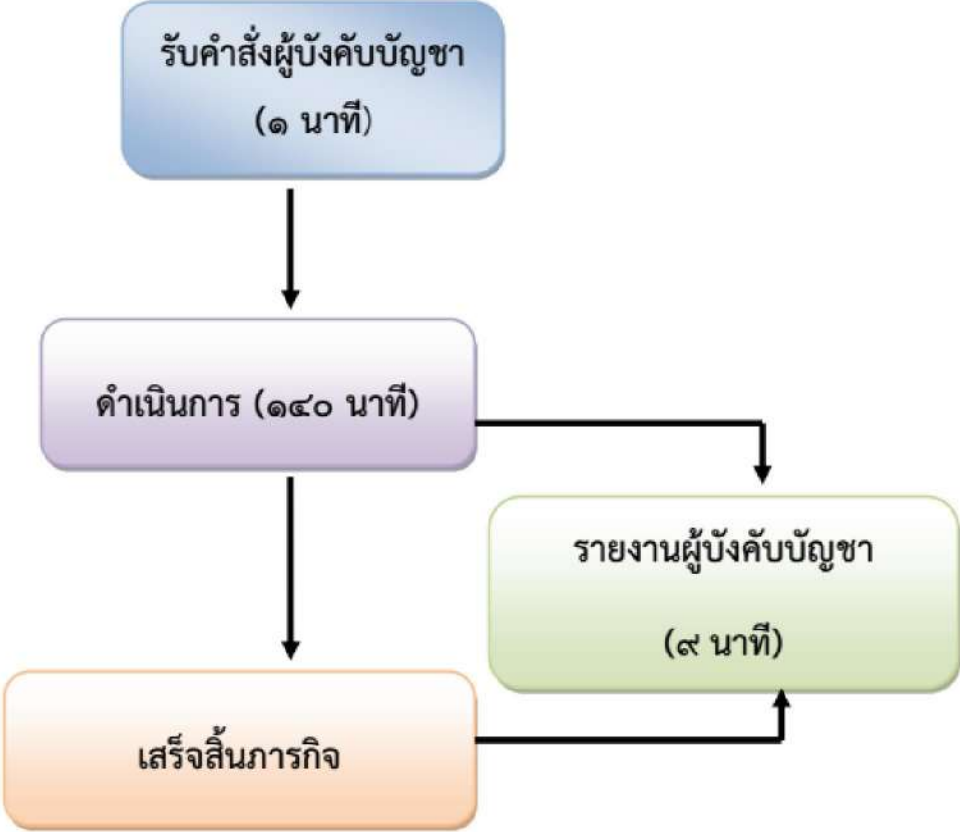 รับคำสั่งผู้บังคับบัญชา
(๑ นาที)
ดำเนินการ (๑๔๐ นาที)
รายงานผู้บังคับบัญชา
(๙ นาที)
เสร็จสิ้นภารกิจ